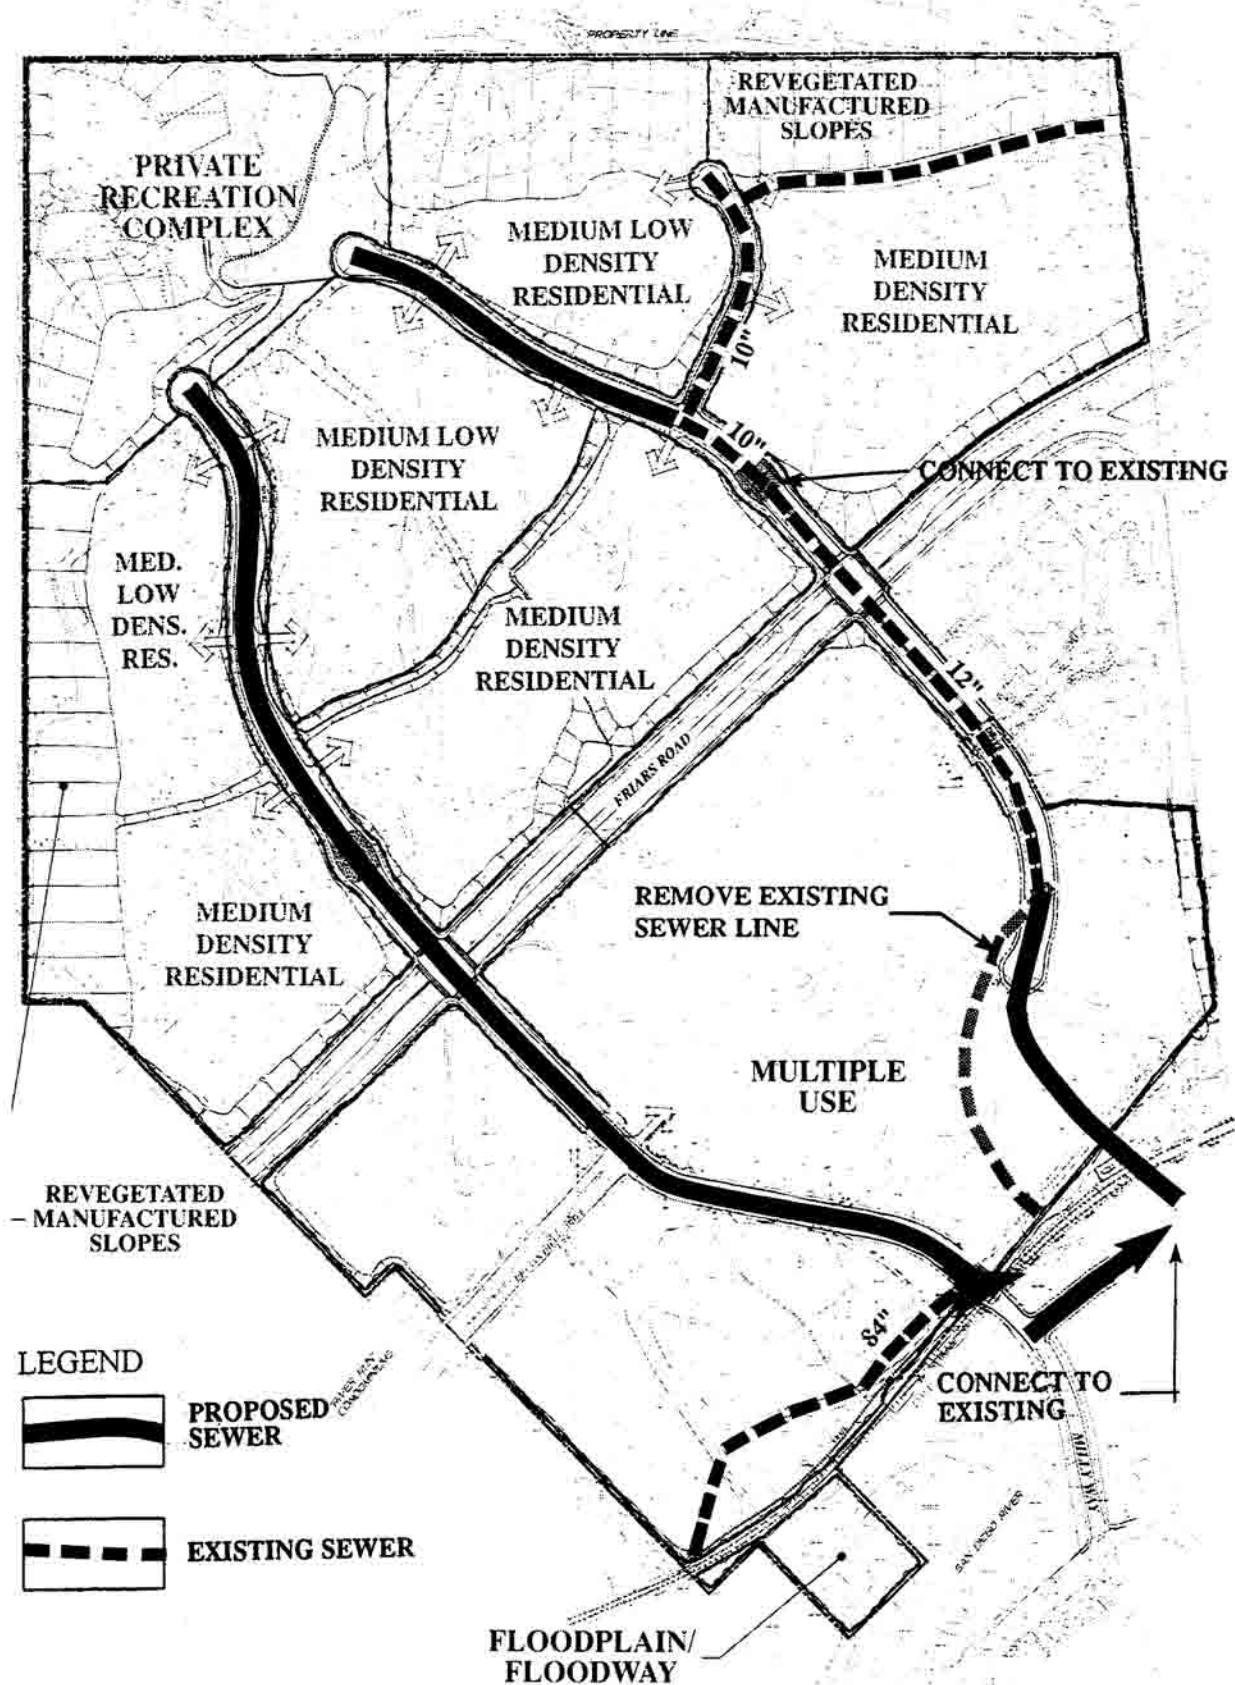 PROPERTY LINE
REVEGETATED
MANUFACTURED
SLOPES
PRIVATE
RECREATION
COMPLEX
MEDIUM LOW
DENSITY
RESIDENTIAL
MEDIUM
DENSITY
RESIDENTIAL
10"
10"
CONNECT TO EXISTING
MEDIUM LOW
DENSITY
RESIDENTIAL
MED.
LOW
DENS.
RES.
MEDIUM
DENSITY
RESIDENTIAL
12"
FRIARS ROAD
REMOVE EXISTING
SEWER LINE
MEDIUM
DENSITY
RESIDENTIAL
MULTIPLE
USE
REVEGETATED
MANUFACTURED
SLOPES
84"
CONNECT TO
EXISTING
MILLY WAY
SAN DIEGO RIVER
LEGEND
PROPOSED
SEWER
EXISTING SEWER
FLOODPLAIN/
FLOODWAY